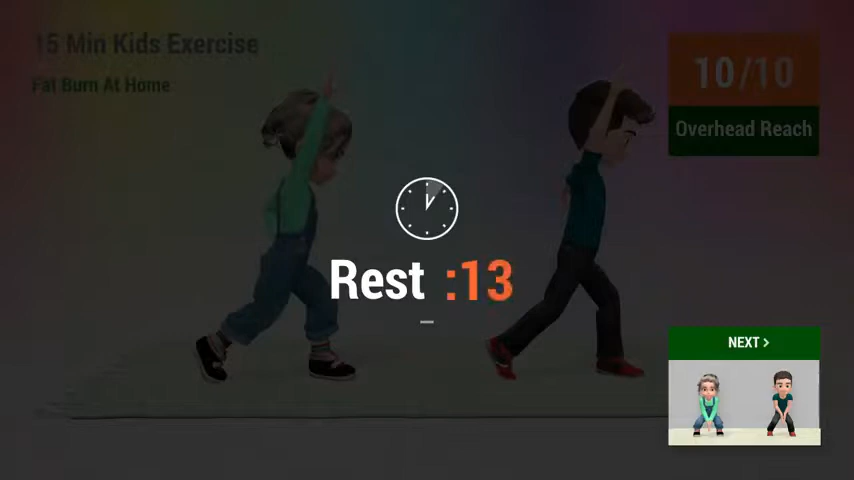 15 Min Kids Exercise
Fat Burn At Home
10/10
Overhead Reach
Rest :13
NEXT >